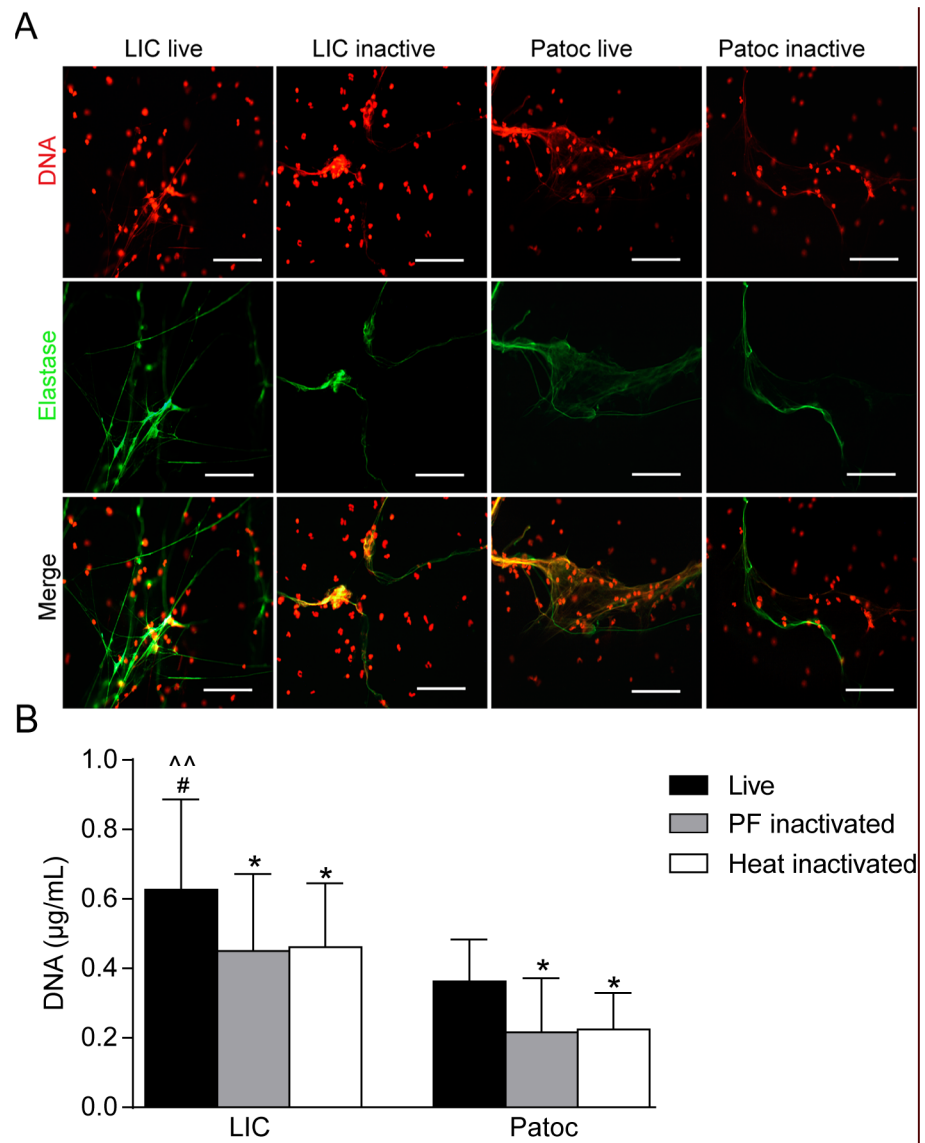 A
LIC live LIC inactive Patoc live Patoc inactive
DNA
Elastase
Merge
B
DNA (µg/mL)
1.0
0.8
0.6
0.4
0.2
0.0
^^
#
*
*
*
*
LIC Patoc
Live
PF inactivated
Heat inactivated